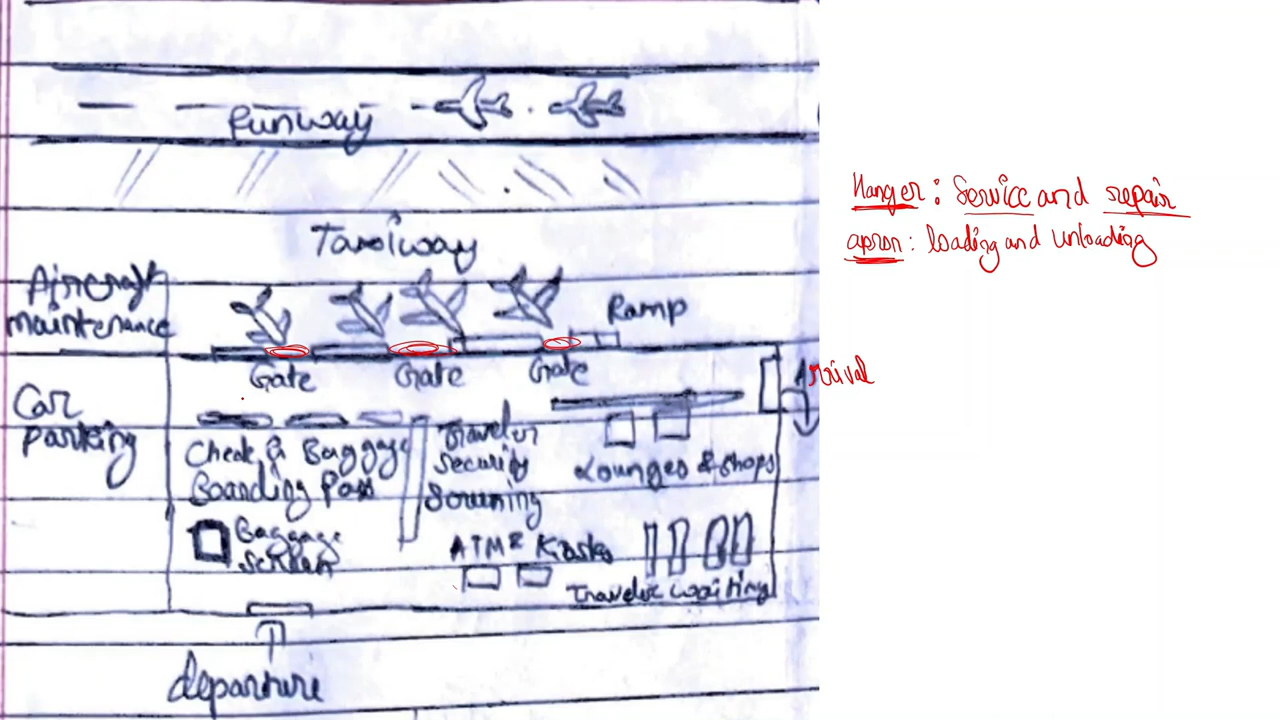 Runway
Taxiway
Aircraft
maintenance
Ramp
Gate Gate Gate
Arrival
Car
parking
Check & Baggage
Boarding Pass
Traveler
security
screening
Lounges & shops
Baggage
screen
ATM & Kiosks
Traveler waiting
departure
Hanger: Service and repair
apron: loading and unloading